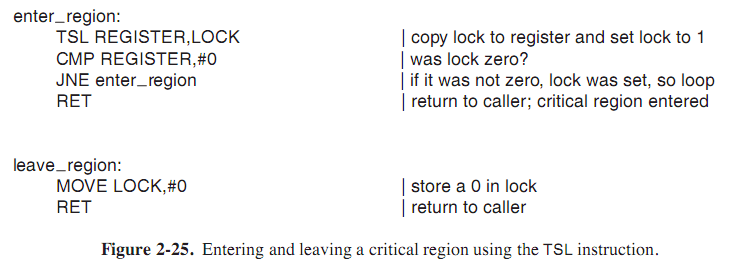 enter_region:
TSL REGISTER,LOCK | copy lock to register and set lock to 1
CMP REGISTER,#0 | was lock zero?
JNE enter_region | if it was not zero, lock was set, so loop
RET | return to caller; critical region entered
leave_region:
MOVE LOCK,#0 | store a 0 in lock
RET | return to caller
Figure 2-25. Entering and leaving a critical region using the TSL instruction.